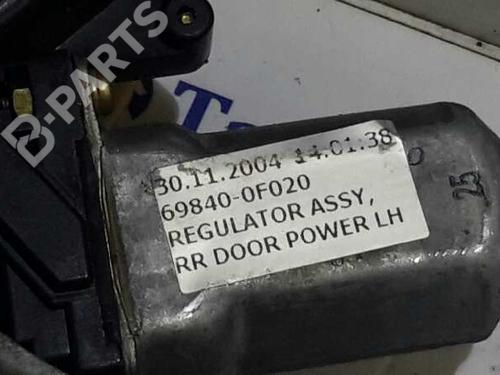 B-PARTS
30.11.2004 14.01:38
69840-0F020
REGULATOR ASSY,
RR DOOR POWER LH
25